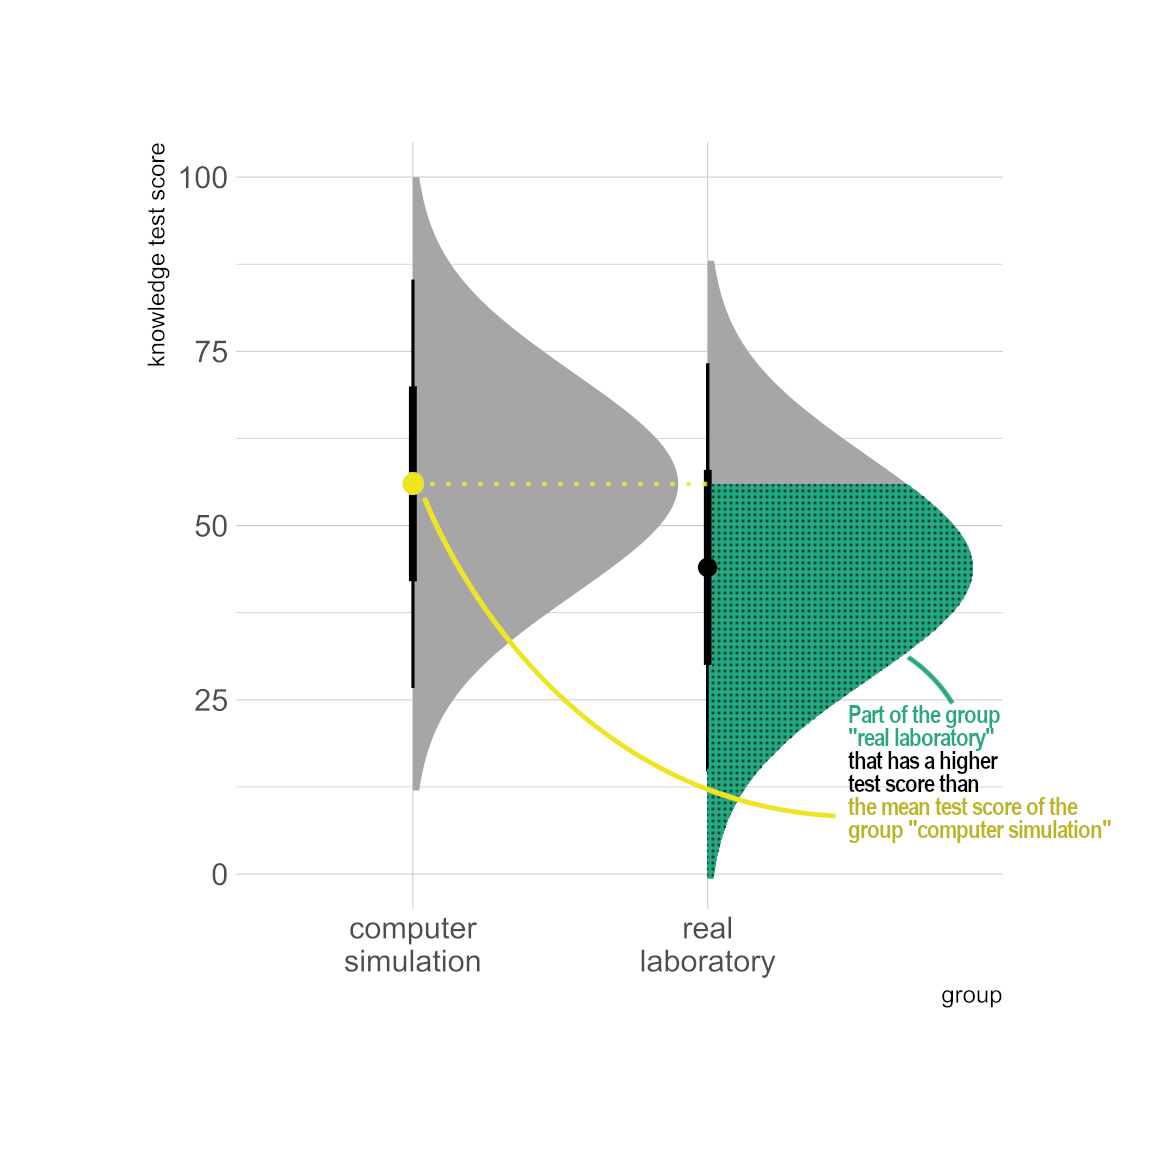 knowledge test score
100
75
50
25
0
Part of the group
"real laboratory"
that has a higher
test score than
the mean test score of the
group "computer simulation"
computer
simulation
real
laboratory
group